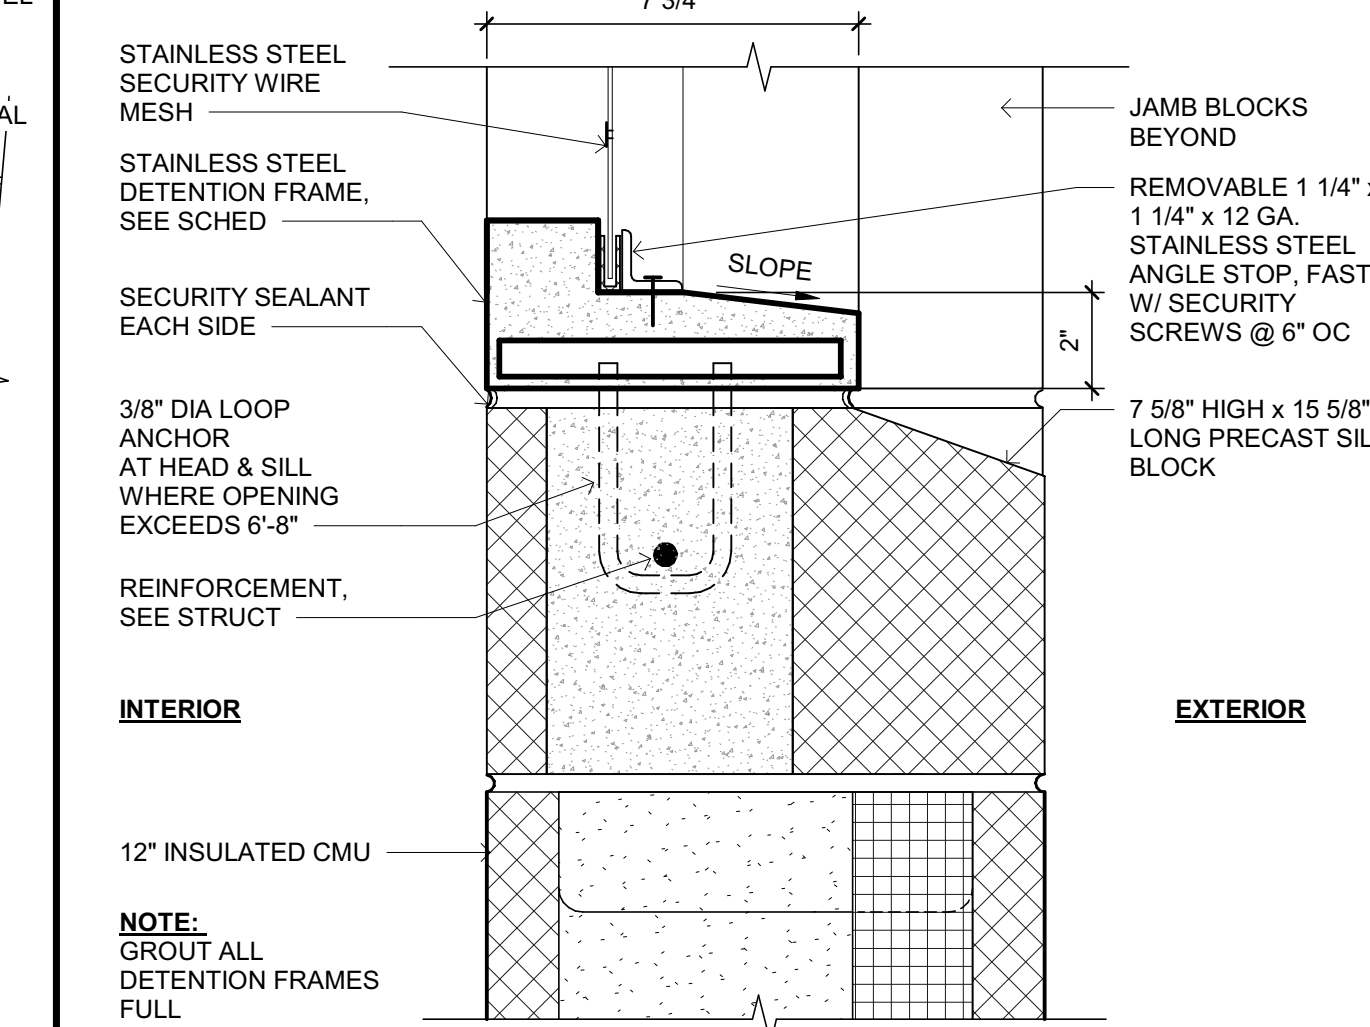 7 3/4"
STAINLESS STEEL
SECURITY WIRE
MESH
STAINLESS STEEL
DETENTION FRAME,
SEE SCHED
SECURITY SEALANT
EACH SIDE
3/8" DIA LOOP
ANCHOR
AT HEAD & SILL
WHERE OPENING
EXCEEDS 6'-8"
REINFORCEMENT,
SEE STRUCT
INTERIOR
12" INSULATED CMU
NOTE:
GROUT ALL
DETENTION FRAMES
FULL
SLOPE
2"
JAMB BLOCKS
BEYOND
REMOVABLE 1 1/4" x
1 1/4" x 12 GA.
STAINLESS STEEL
ANGLE STOP, FAST
W/ SECURITY
SCREWS @ 6" OC
7 5/8" HIGH x 15 5/8"
LONG PRECAST SIL
BLOCK
EXTERIOR